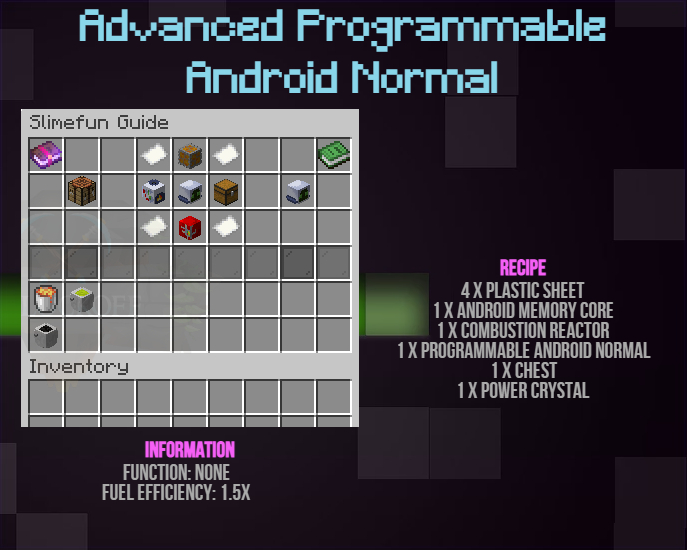 Advanced Programmable
Android Normal
Slimefun Guide
Inventory
RECIPE
4 X PLASTIC SHEET
1 X ANDROID MEMORY CORE
1 X COMBUSTION REACTOR
1 X PROGRAMMABLE ANDROID NORMAL
1 X CHEST
1 X POWER CRYSTAL
INFORMATION
FUNCTION: NONE
FUEL EFFICIENCY: 1.5X